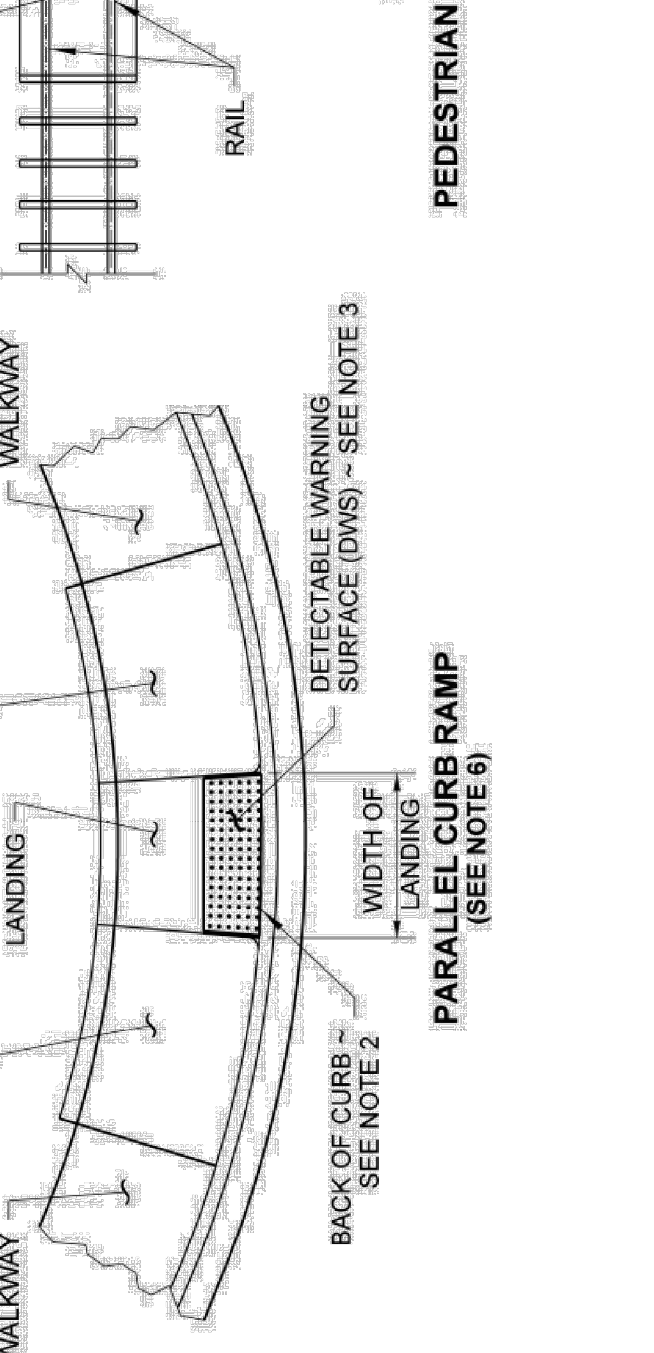 RAIL
PEDESTRIAN
WALKWAY
DETECTABLE WARNING
SURFACE (DWS) ~ SEE NOTE 3
LANDING
WIDTH OF
LANDING
PARALLEL CURB RAMP
(SEE NOTE 6)
BACK OF CURB ~
SEE NOTE 2
WALKWAY